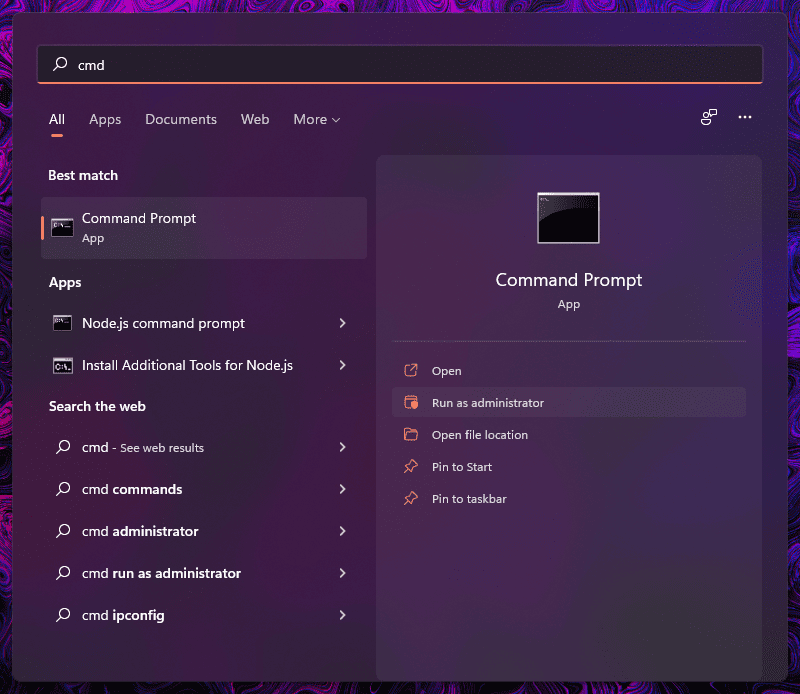 cmd
All
Apps
Documents
Web
More
Best match
Command Prompt
App
Apps
Node.js command prompt
Install Additional Tools for Node.js
Search the web
cmd - See web results
cmd commands
cmd administrator
cmd run as administrator
cmd ipconfig
Command Prompt
App
Open
Run as administrator
Open file location
Pin to Start
Pin to taskbar